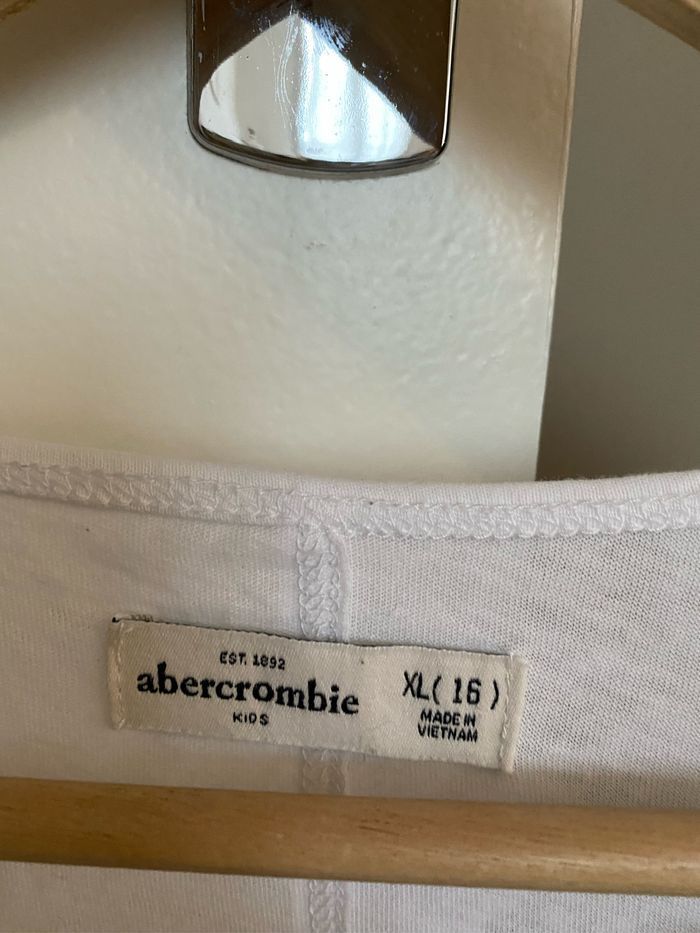 EST. 1892
abercrombie
KIDS
XL( 16 )
MADE IN
VIETNAM